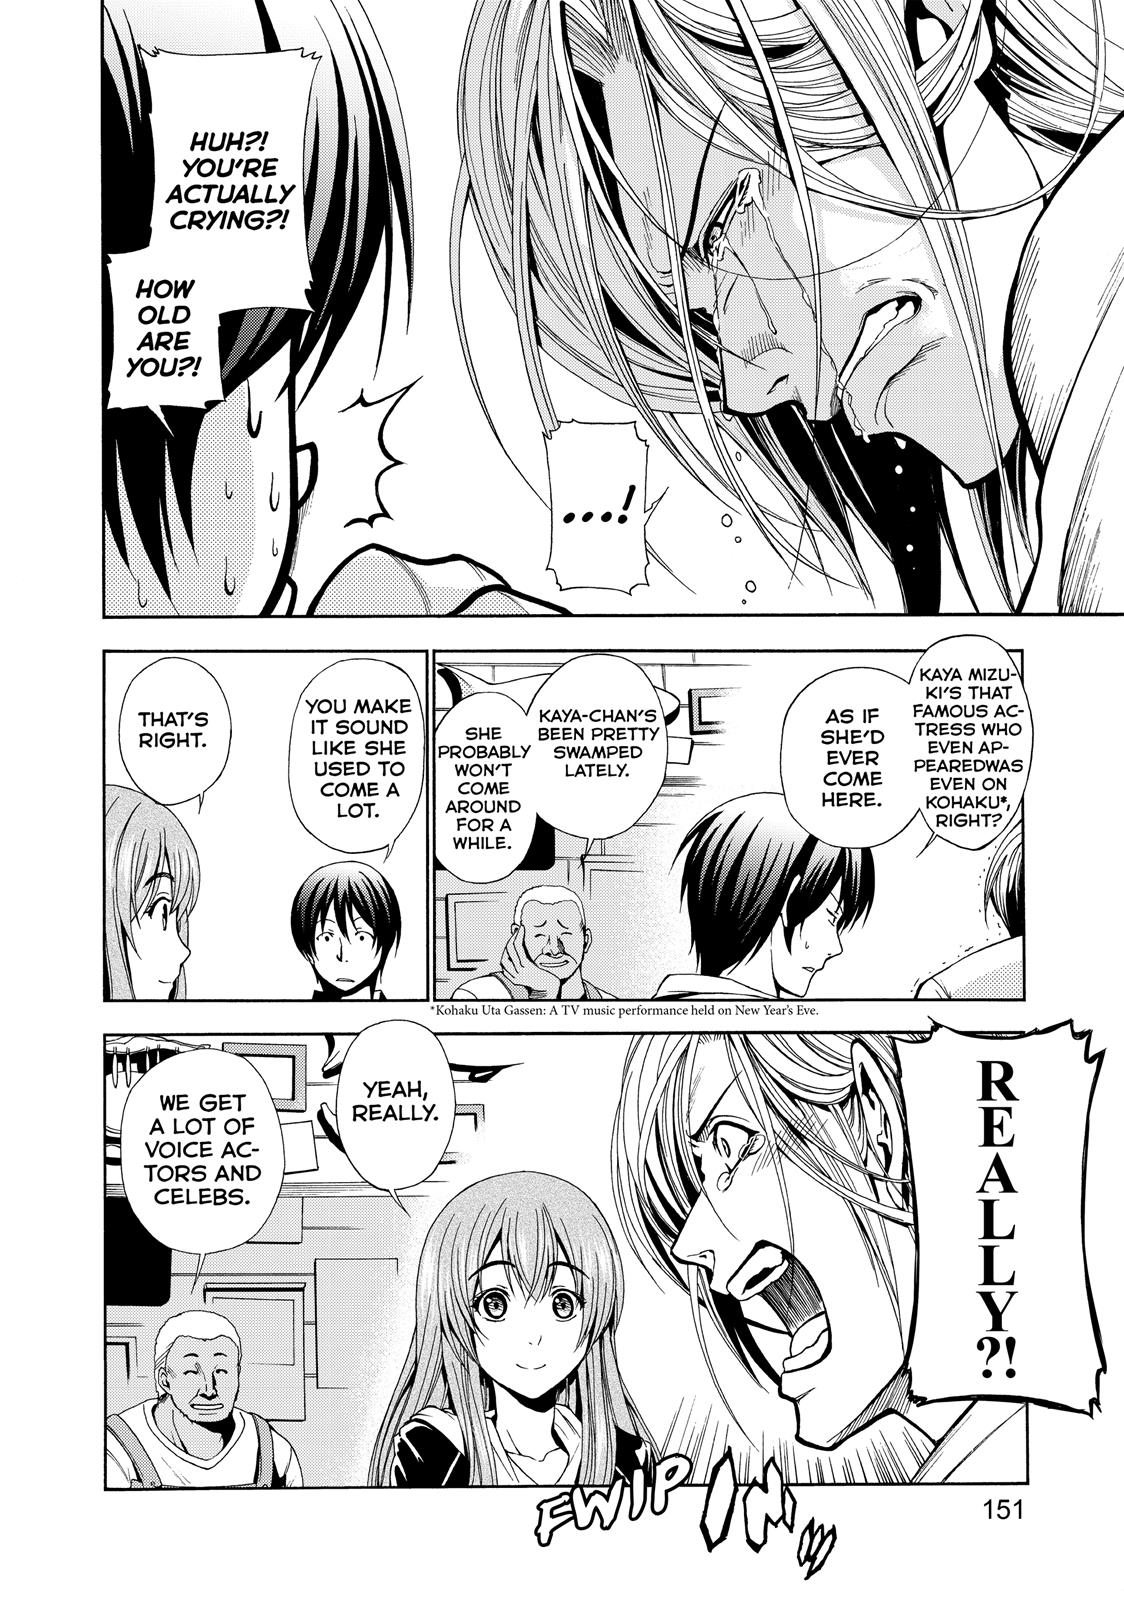 HUH?!
YOU'RE
ACTUALLY
CRYING?!
HOW
OLD
ARE
YOU?!
...!
KAYA MIZU-
KI'S THAT
FAMOUS AC-
TRESS WHO
EVEN AP-
PEAREDWAS
EVEN ON
KOHAKU*,
RIGHT?
AS IF
SHE'D
EVER
COME
HERE.
KAYA-CHAN'S
BEEN PRETTY
SWAMPED
LATELY.
SHE
PROBABLY
WON'T
COME
AROUND
FOR A
WHILE.
YOU MAKE
IT SOUND
LIKE SHE
USED TO
COME A
LOT.
THAT'S
RIGHT.
*Kohaku Uta Gassen: A TV music performance held on New Year's Eve.
REALLY?!
YEAH,
REALLY.
WE GET
A LOT OF
VOICE AC-
TORS AND
CELEBS.
FWIP
151